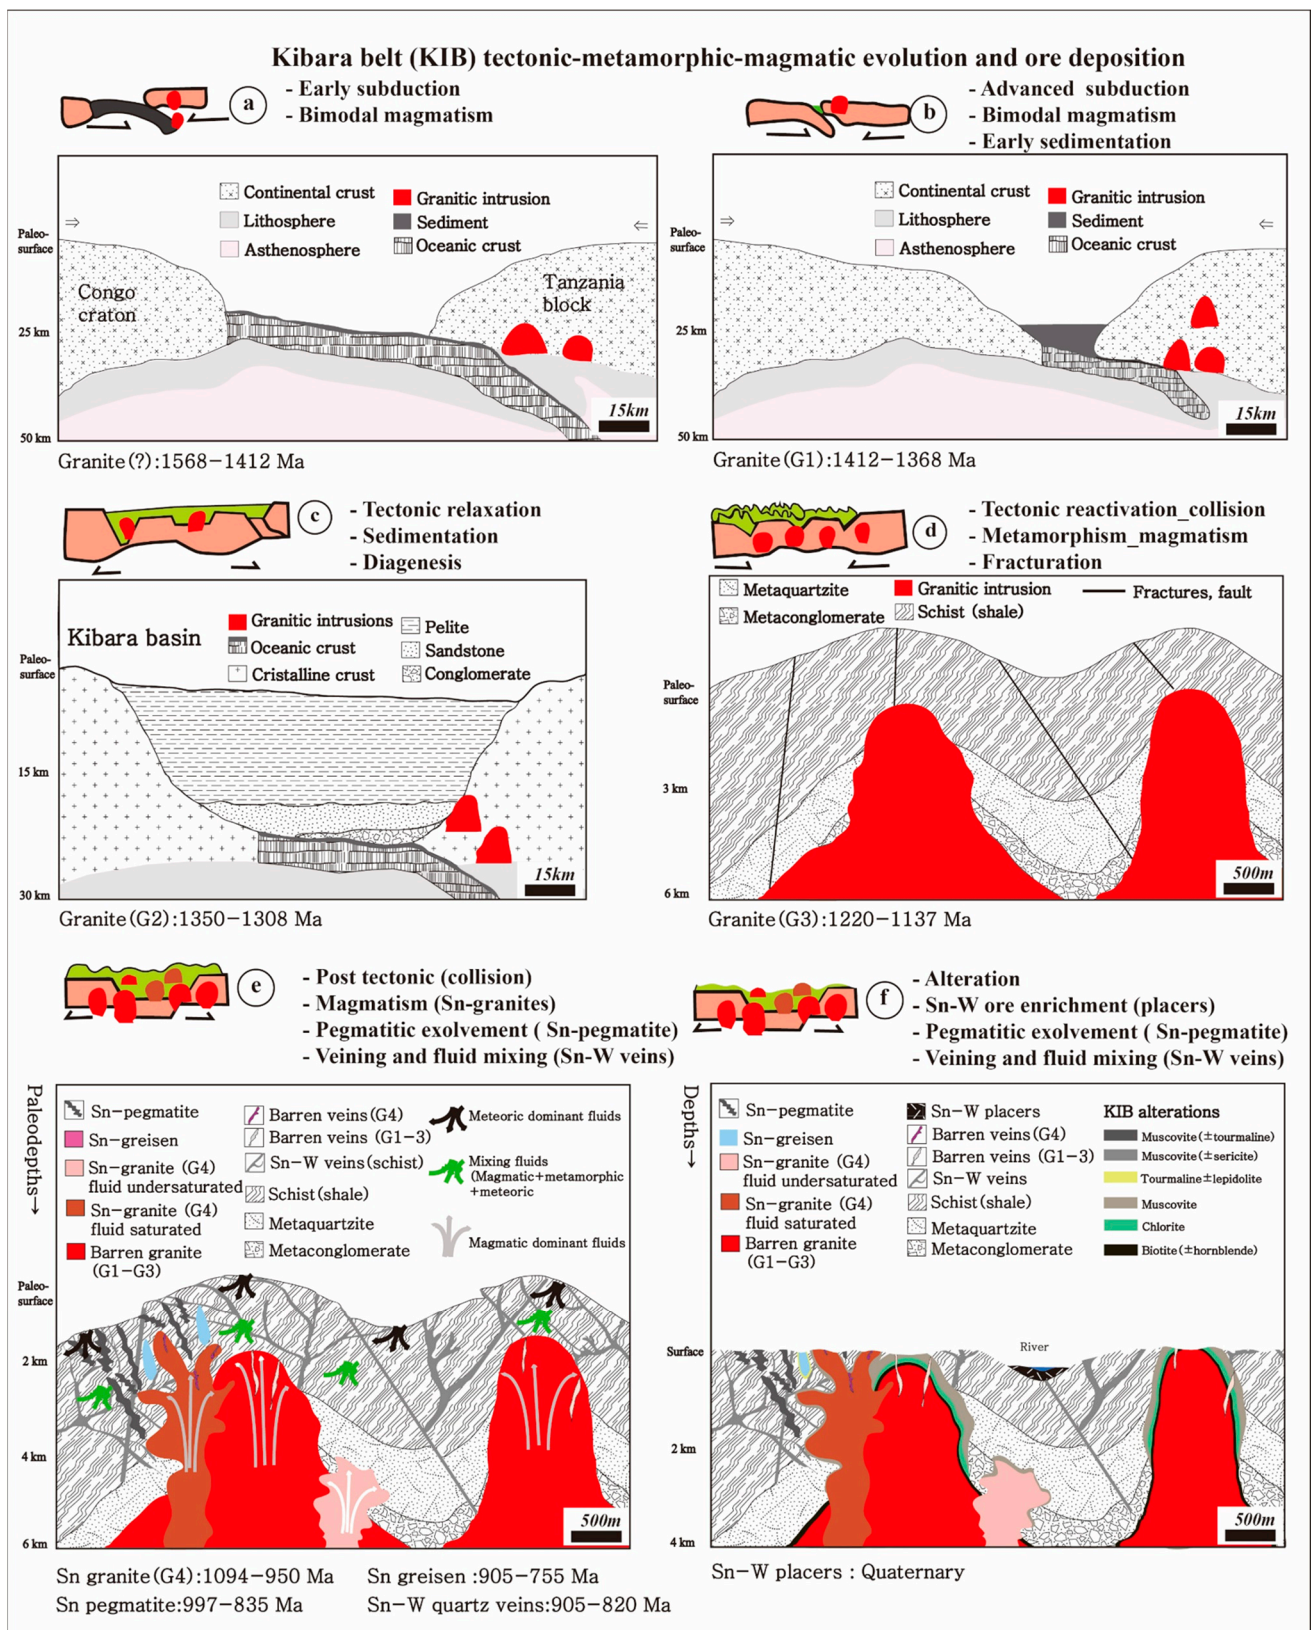 Kibara belt (KIB) tectonic-metamorphic-magmatic evolution and ore deposition
a
- Early subduction
- Bimodal magmatism
Continental crust
Lithosphere
Asthenosphere
Granitic intrusion
Sediment
Oceanic crust
⇒
⇐
Paleo-
surface
25 km
50 km
Congo
craton
Tanzania
block
15km
Granite(?):1568−1412 Ma
b
- Advanced subduction
- Bimodal magmatism
- Early sedimentation
Continental crust
Lithosphere
Asthenosphere
Granitic intrusion
Sediment
Oceanic crust
⇒
⇐
Paleo-
surface
25 km
50 km
15km
Granite(G1):1412−1368 Ma
c
- Tectonic relaxation
- Sedimentation
- Diagenesis
Kibara basin
Granitic intrusions
Oceanic crust
Cristalline crust
Pelite
Sandstone
Conglomerate
Paleo-
surface
15 km
30 km
15km
Granite(G2):1350−1308 Ma
d
- Tectonic reactivation_collision
- Metamorphism_magmatism
- Fracturation
Metaquartzite
Metaconglomerate
Granitic intrusion
Schist (shale)
Fractures, fault
Paleo-
surface
3 km
6 km
500m
Granite(G3):1220−1137 Ma
e
- Post tectonic (collision)
- Magmatism (Sn-granites)
- Pegmatitic exolvement ( Sn-pegmatite)
- Veining and fluid mixing (Sn-W veins)
Paleodepths→
Sn−pegmatite
Sn−greisen
Sn−granite (G4)
fluid undersaturated
Sn−granite (G4)
fluid saturated
Barren granite
(G1−G3)
Barren veins(G4)
Barren veins (G1−3)
Sn−W veins(schist)
Schist(shale)
Metaquartzite
Metaconglomerate
Meteoric dominant fluids
Mixing fluids
(Magmatic+metamorphic
+meteoric
Magmatic dominant fluids
Paleo-
surface
2 km
4 km
6 km
500m
Sn granite(G4):1094−950 Ma
Sn pegmatite:997−835 Ma
Sn greisen :905−755 Ma
Sn−W quartz veins:905−820 Ma
f
- Alteration
- Sn-W ore enrichment (placers)
- Pegmatitic exolvement ( Sn-pegmatite)
- Veining and fluid mixing (Sn-W veins)
Depths→
Sn−pegmatite
Sn−greisen
Sn−granite (G4)
fluid undersaturated
Sn−granite (G4)
fluid saturated
Barren granite
(G1−G3)
Sn−W placers
Barren veins(G4)
Barren veins (G1−3)
Sn−W veins
Schist(shale)
Metaquartzite
Metaconglomerate
KIB alterations
Muscovite(±tourmaline)
Muscovite(±sericite)
Tourmaline±lepidolite
Muscovite
Chlorite
Biotite(±hornblende)
Surface
River
2 km
4 km
500m
Sn−W placers : Quaternary